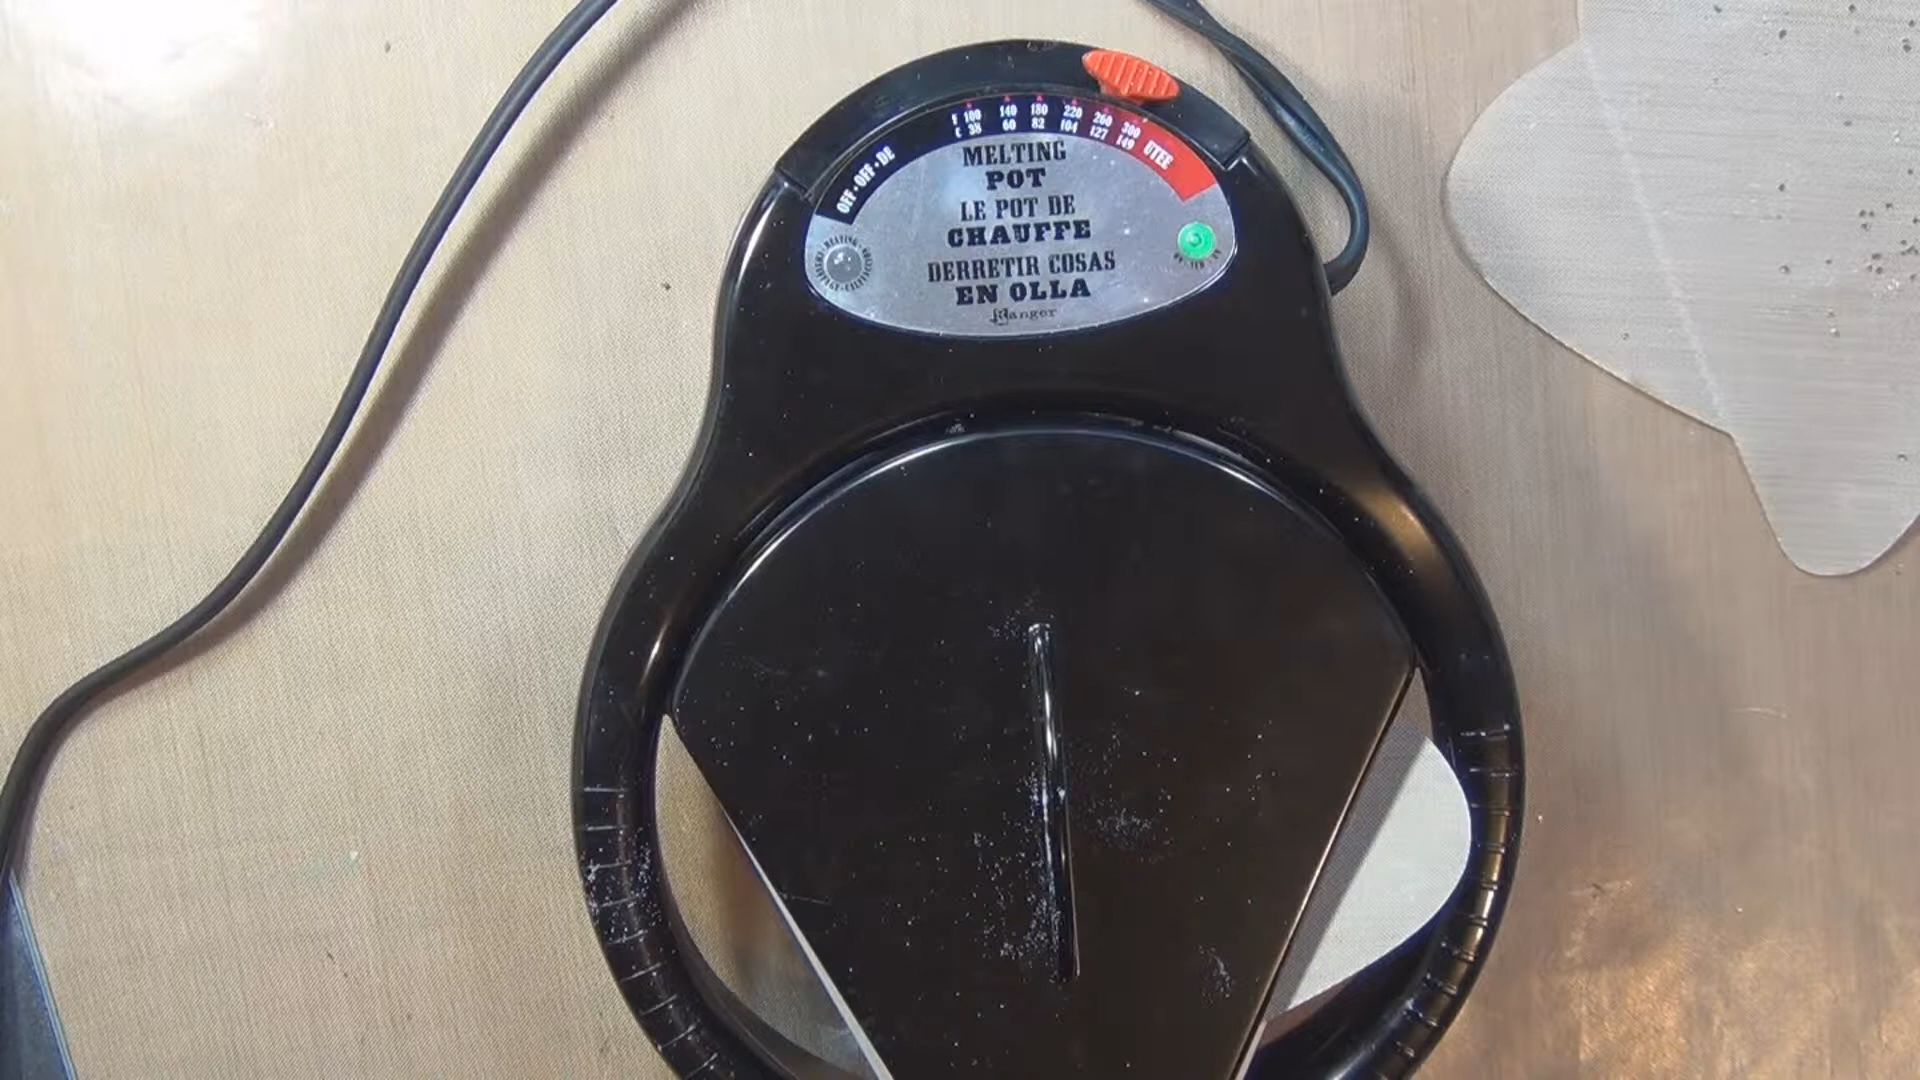 F 100 140 180 220 260 300
C 38 60 82 104 127 149
UTEE
OFF · OFF · DE
MELTING
POT
LE POT DE
CHAUFFE
DERRETIR COSAS
EN OLLA
Ranger